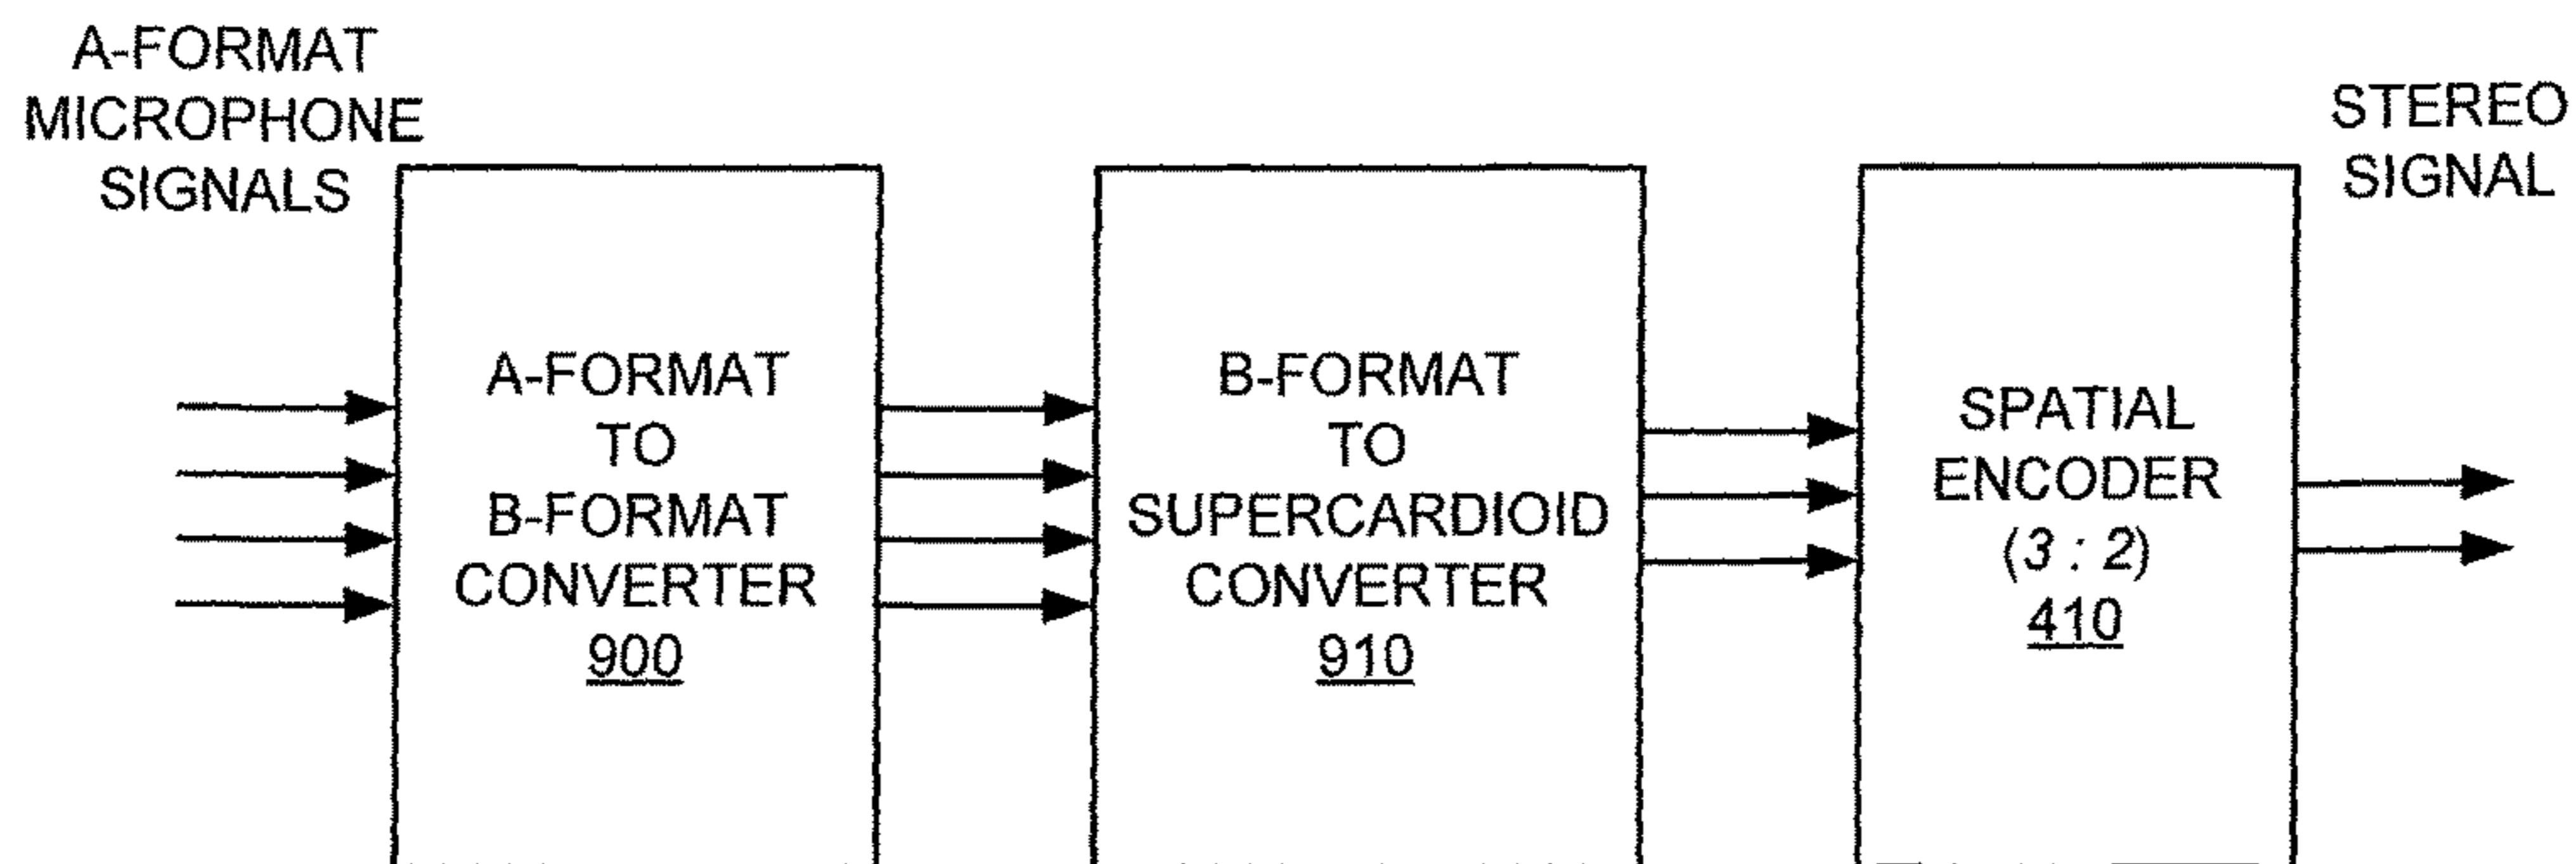 A-FORMAT
MICROPHONE
SIGNALS
A-FORMAT
TO
B-FORMAT
CONVERTER
900
B-FORMAT
TO
SUPERCARDIOID
CONVERTER
910
SPATIAL
ENCODER
(3 : 2)
410
STEREO
SIGNAL